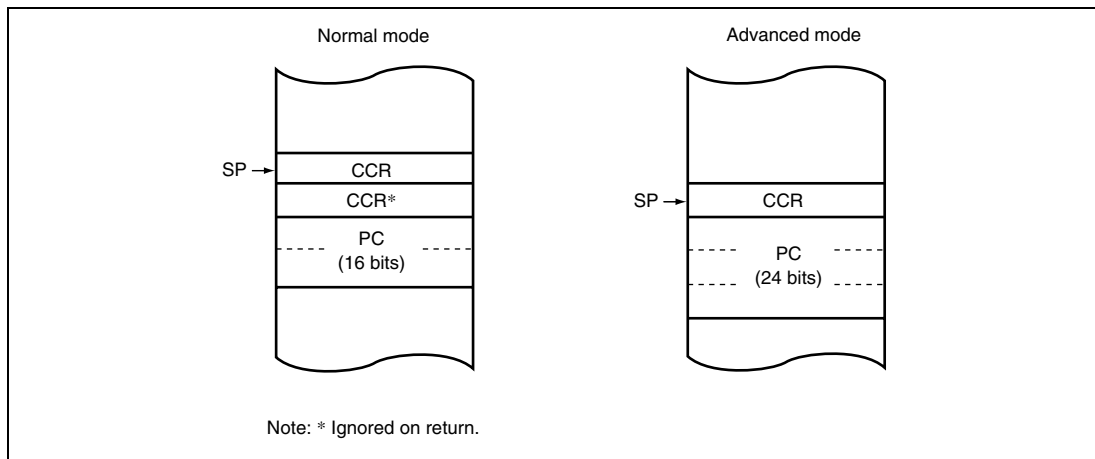 Normal mode
SP
CCR
CCR*
PC
(16 bits)
Advanced mode
SP
CCR
PC
(24 bits)
Note: * Ignored on return.